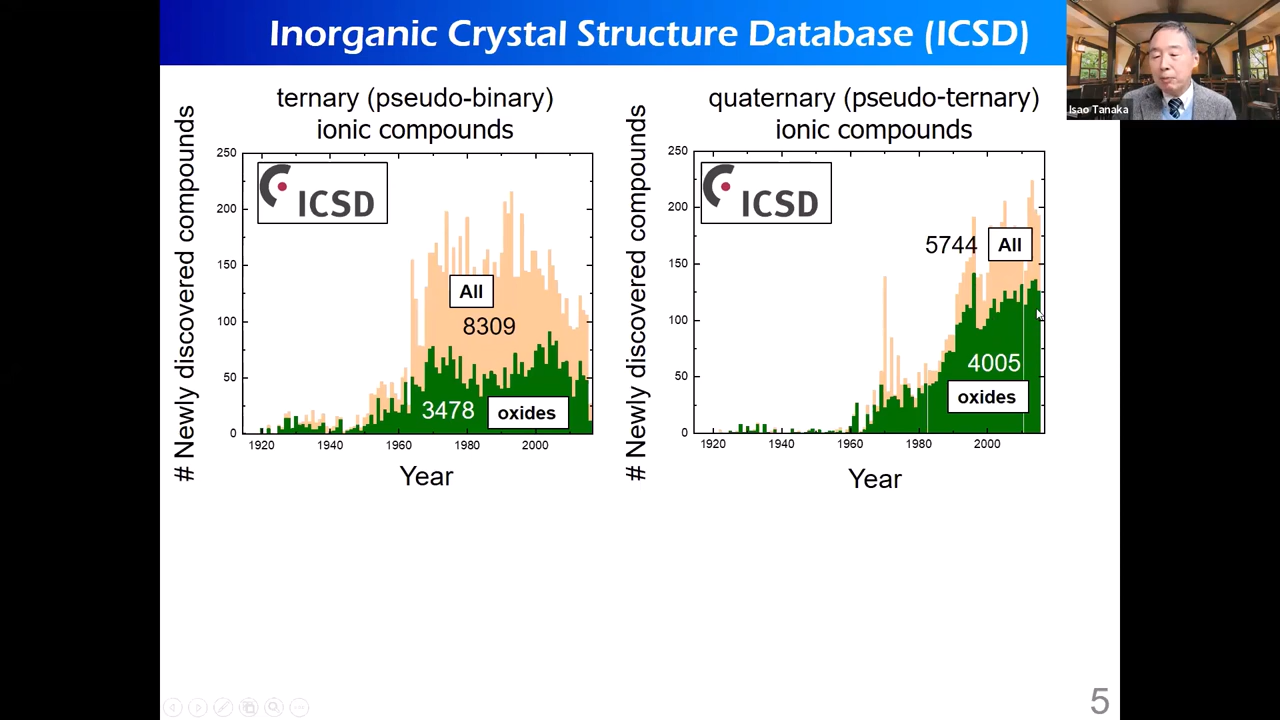 Inorganic Crystal Structure Database (ICSD)
Isao Tanaka
ternary (pseudo-binary)
ionic compounds
# Newly discovered compounds
250
200
150
100
50
0
ICSD
All
8309
3478
oxides
1920
1940
1960
1980
2000
Year
quaternary (pseudo-ternary)
ionic compounds
# Newly discovered compounds
250
200
150
100
50
0
ICSD
5744
All
4005
oxides
1920
1940
1960
1980
2000
Year
5